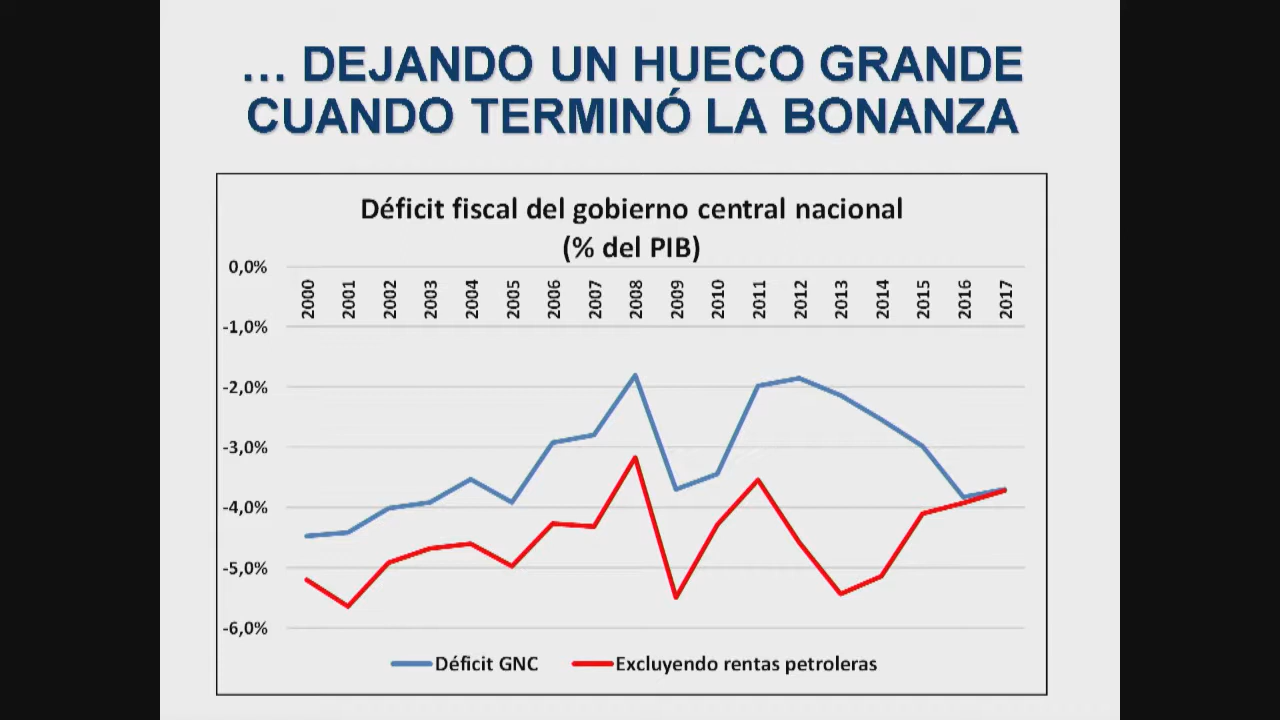 ... DEJANDO UN HUECO GRANDE
CUANDO TERMINÓ LA BONANZA
Déficit fiscal del gobierno central nacional
(% del PIB)
0,0%
2000 2001 2002 2003 2004 2005 2006 2007 2008 2009 2010 2011 2012 2013 2014 2015 2016 2017
-1,0%
-2,0%
-3,0%
-4,0%
-5,0%
-6,0%
Déficit GNC Excluyendo rentas petroleras